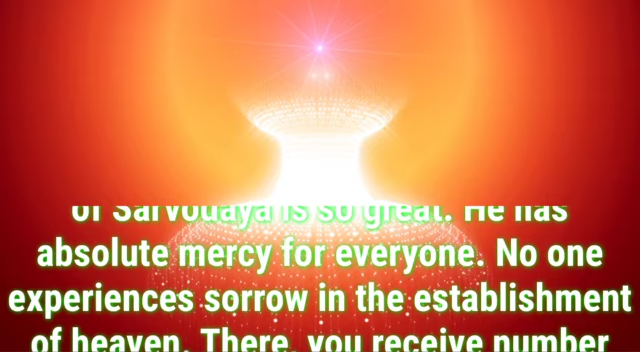 of Sarvodaya is so great. He has
absolute mercy for everyone. No one
experiences sorrow in the establishment
of heaven. There, you receive number